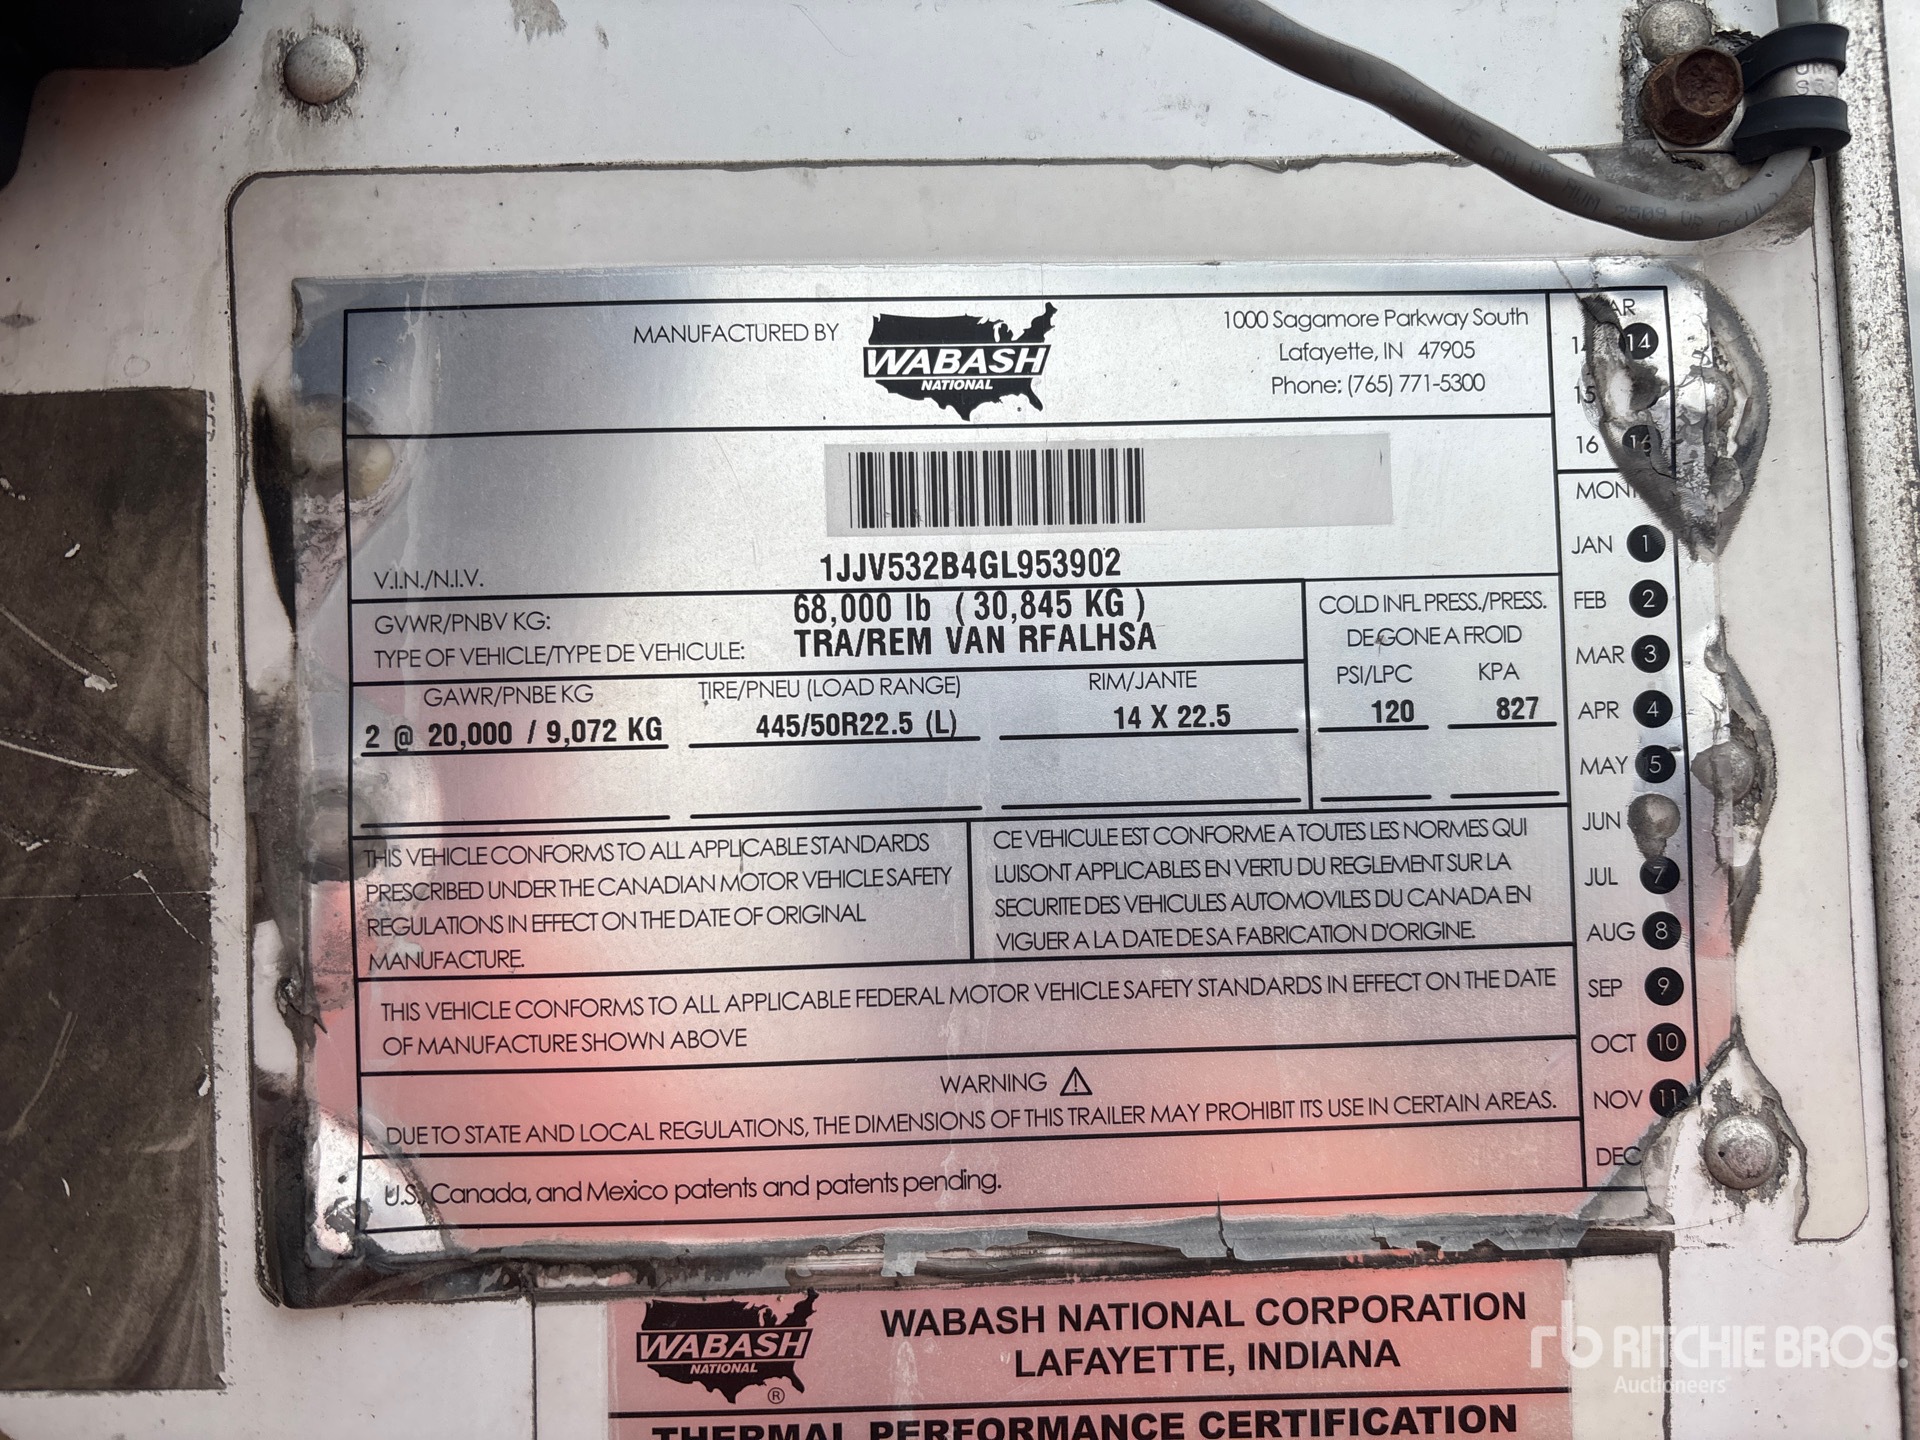 MANUFACTURED BY
WABASH
NATIONAL
1000 Sagamore Parkway South
Lafayette, IN 47905
Phone: (765) 771-5300
14 14
15
16 16
1JJV532B4GL953902
V.I.N./N.I.V.
GVWR/PNBV KG: 68,000 lb ( 30,845 KG )
TYPE OF VEHICLE/TYPE DE VEHICULE: TRA/REM VAN RFALHSA
COLD INFL PRESS./PRESS.
DE GONE A FROID
GAWR/PNBE KG TIRE/PNEU (LOAD RANGE) RIM/JANTE PSI/LPC KPA
2 @ 20,000 / 9,072 KG 445/50R22.5 (L) 14 X 22.5 120 827
JAN 1
FEB 2
MAR 3
APR 4
MAY 5
JUN
JUL 7
AUG 8
SEP 9
OCT 10
NOV 11
DEC
THIS VEHICLE CONFORMS TO ALL APPLICABLE STANDARDS
PRESCRIBED UNDER THE CANADIAN MOTOR VEHICLE SAFETY
REGULATIONS IN EFFECT ON THE DATE OF ORIGINAL
MANUFACTURE.
CE VEHICULE EST CONFORME A TOUTES LES NORMES QUI
LUISONT APPLICABLES EN VERTU DU REGLEMENT SUR LA
SECURITE DES VEHICULES AUTOMOVILES DU CANADA EN
VIGUER A LA DATE DE SA FABRICATION D'ORIGINE.
THIS VEHICLE CONFORMS TO ALL APPLICABLE FEDERAL MOTOR VEHICLE SAFETY STANDARDS IN EFFECT ON THE DATE
OF MANUFACTURE SHOWN ABOVE
WARNING
DUE TO STATE AND LOCAL REGULATIONS, THE DIMENSIONS OF THIS TRAILER MAY PROHIBIT ITS USE IN CERTAIN AREAS.
U.S., Canada, and Mexico patents and patents pending.
WABASH
NATIONAL
®
WABASH NATIONAL CORPORATION
LAFAYETTE, INDIANA
THERMAL PERFORMANCE CERTIFICATION
rb RITCHIE BROS.
Auctioneers